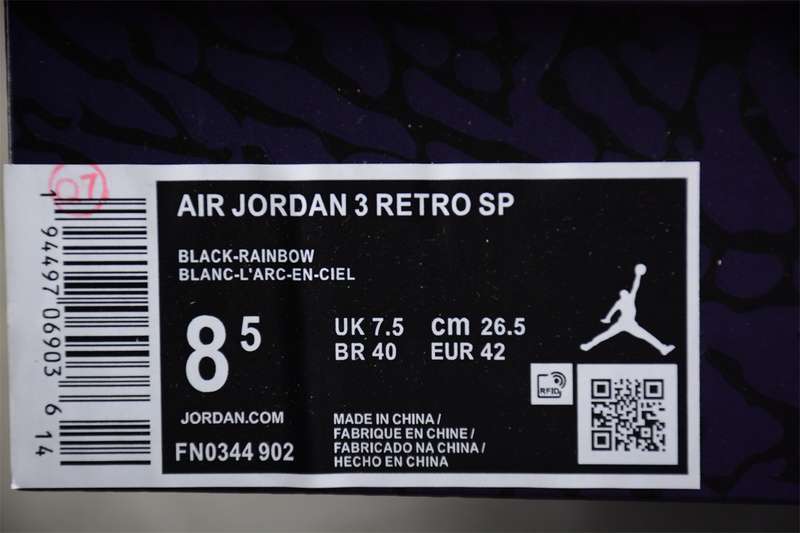 07
1 94497 06903 6 14
AIR JORDAN 3 RETRO SP
BLACK-RAINBOW
BLANC-L'ARC-EN-CIEL
8 5
UK 7.5 cm 26.5
BR 40 EUR 42
JORDAN.COM
FN0344 902
MADE IN CHINA /
FABRIQUE EN CHINE /
FABRICADO NA CHINA /
HECHO EN CHINA
RFID